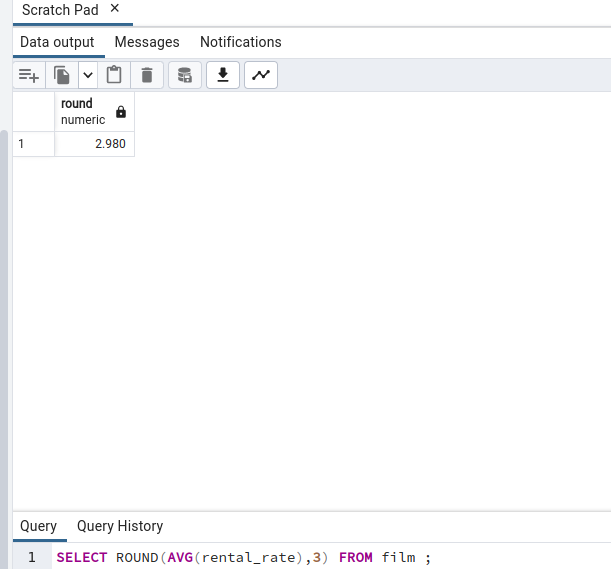 Scratch Pad ×
Data output Messages Notifications
round
numeric
1 2.980
Query Query History
1 SELECT ROUND(AVG(rental_rate),3) FROM film ;